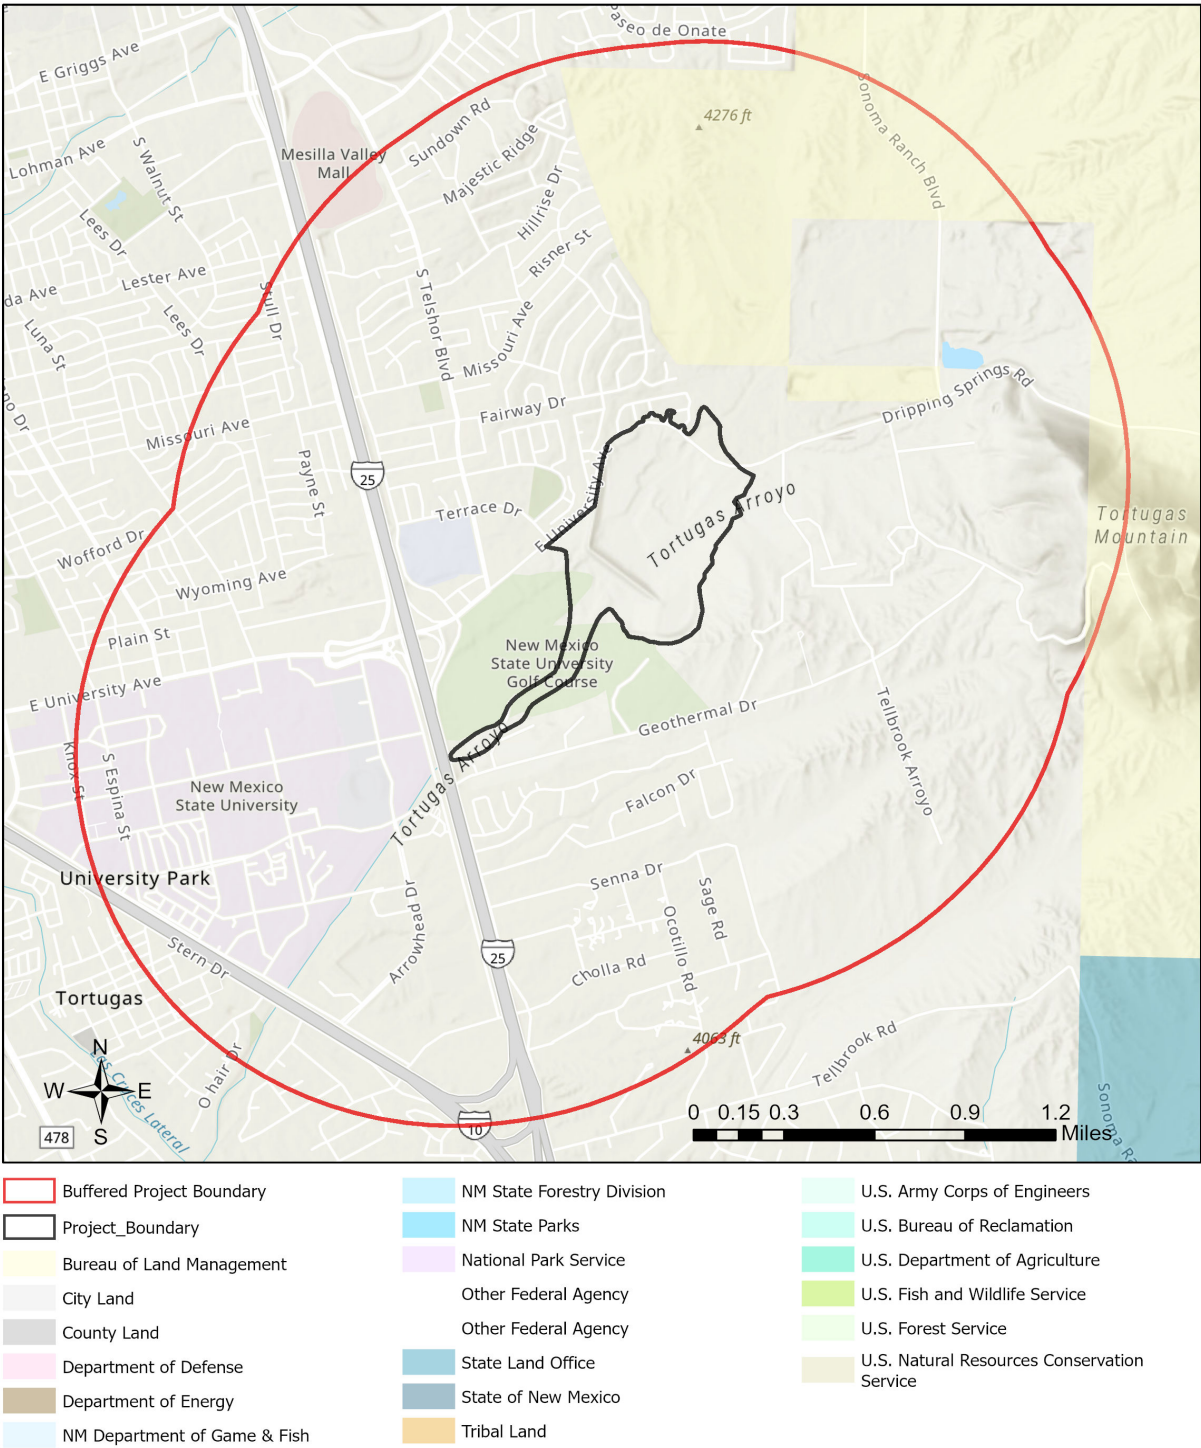 Paseo de Onate
E Griggs Ave
4276 ft
Sonoma Ranch Blvd
Sundown Rd
Lohman Ave
S Walnut St
Mesilla Valley
Mall
Majestic Ridge
Hillrise Dr
Lees Dr
Risner St
Lester Ave
da Ave
Stull Dr
S Telshor Blvd
Lees Dr
Luna St
Missouri Ave
Dripping Springs Rd
no Dr
Fairway Dr
Missouri Ave
25
Payne St
E University Ave
Terrace Dr
Tortugas Arroyo
Tortugas
Mountain
Wofford Dr
Wyoming Ave
Plain St
New Mexico
State University
Golf Course
E University Ave
Geothermal Dr
Tellbrook Arroyo
Knox St
S Espina St
New Mexico
State University
Tortugas Arroyo
Falcon Dr
University Park
Senna Dr
Sage Rd
Ocotillo Rd
Arrowhead Dr
Stern Dr
25
Cholla Rd
Tortugas
4063 ft
Tellbrook Rd
N
W E
S
Las Cruces Lateral
O hair Dr
478
10
0 0.15 0.3 0.6 0.9 1.2
Miles
Sonoma Ra
Buffered Project Boundary
Project_Boundary
Bureau of Land Management
City Land
County Land
Department of Defense
Department of Energy
NM Department of Game & Fish
NM State Forestry Division
NM State Parks
National Park Service
Other Federal Agency
Other Federal Agency
State Land Office
State of New Mexico
Tribal Land
U.S. Army Corps of Engineers
U.S. Bureau of Reclamation
U.S. Department of Agriculture
U.S. Fish and Wildlife Service
U.S. Forest Service
U.S. Natural Resources Conservation
Service